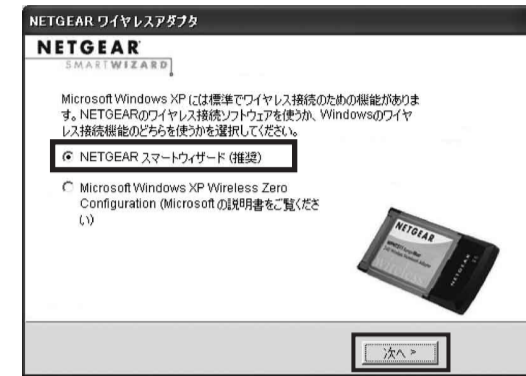 NETGEAR ワイヤレスアダプタ
NETGEAR
SMARTWIZARD
Microsoft Windows XP には標準でワイヤレス接続のための機能がありま
す。NETGEARのワイヤレス接続ソフトウェアを使うか、Windowsのワイヤ
レス接続機能のどちらを使うかを選択してください。
NETGEAR スマートウィザード (推奨)
Microsoft Windows XP Wireless Zero
Configuration (Microsoft の説明書をご覧くださ
い)
NETGEAR
wireless
次へ >